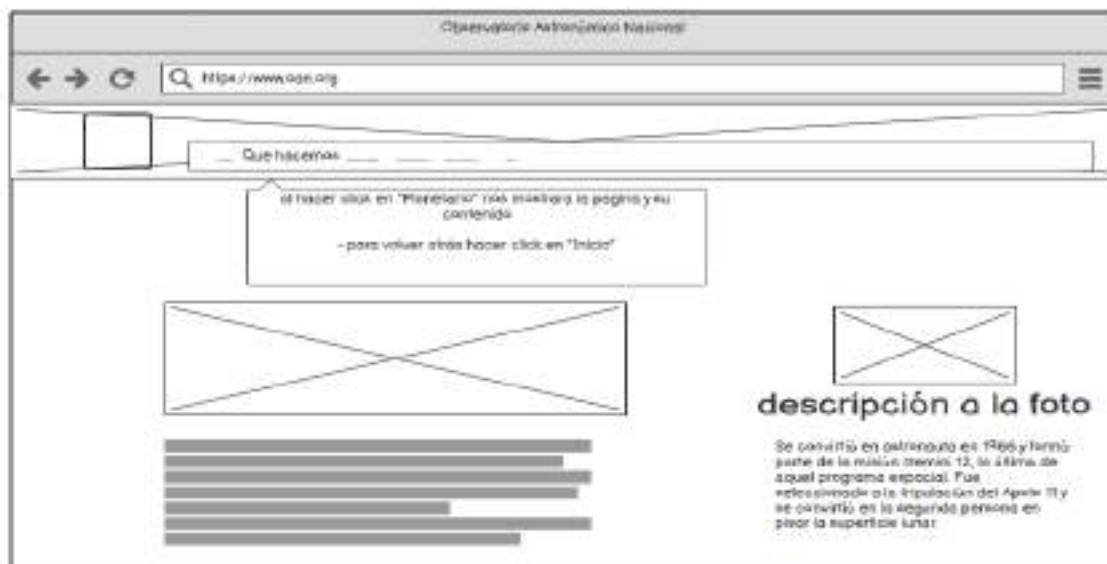 Observatorio Astronómico Nacional
https://www.oan.org
Que hacemos
al hacer click en "Planetario" nos mostrara la pagina y su
contenido
- para volver atrás hacer click en "Inicio"
descripción a la foto
Se convirtió en astronauta en 1966 y formó
parte de la misión Geminis 12, la última de
aquel programa espacial. Fue
seleccionado a la tripulación del Apolo 11 y
se convirtió en la segunda persona en
pisar la superficie lunar